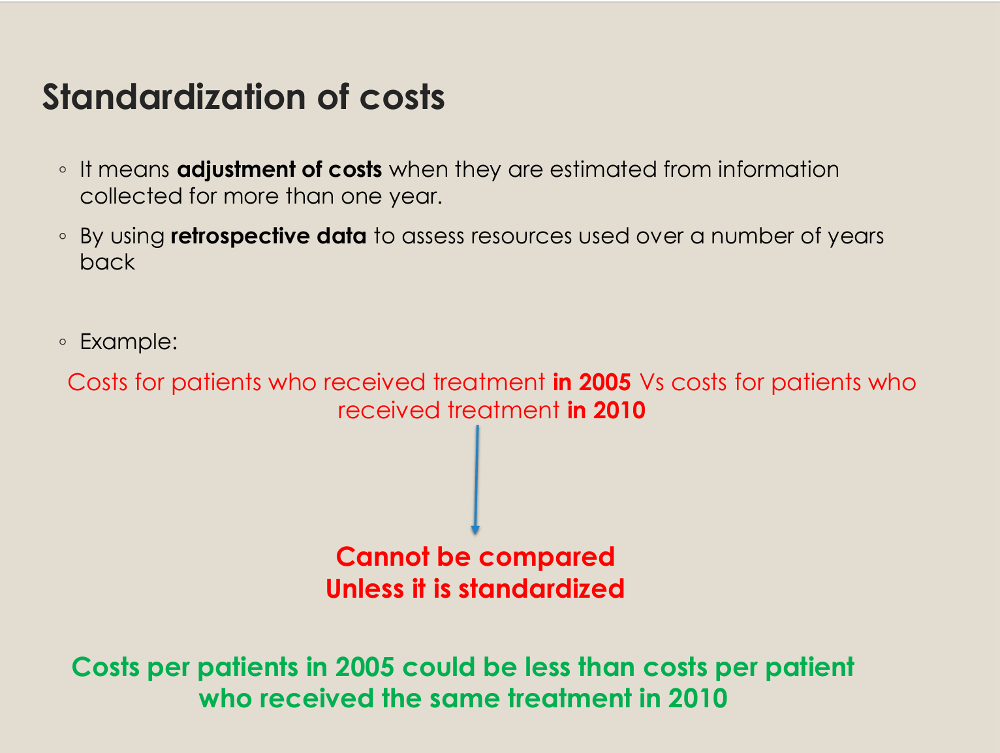 Standardization of costs
◦ It means adjustment of costs when they are estimated from information
collected for more than one year.
◦ By using retrospective data to assess resources used over a number of years
back
◦ Example:
Costs for patients who received treatment in 2005 Vs costs for patients who
received treatment in 2010
Cannot be compared
Unless it is standardized
Costs per patients in 2005 could be less than costs per patient
who received the same treatment in 2010